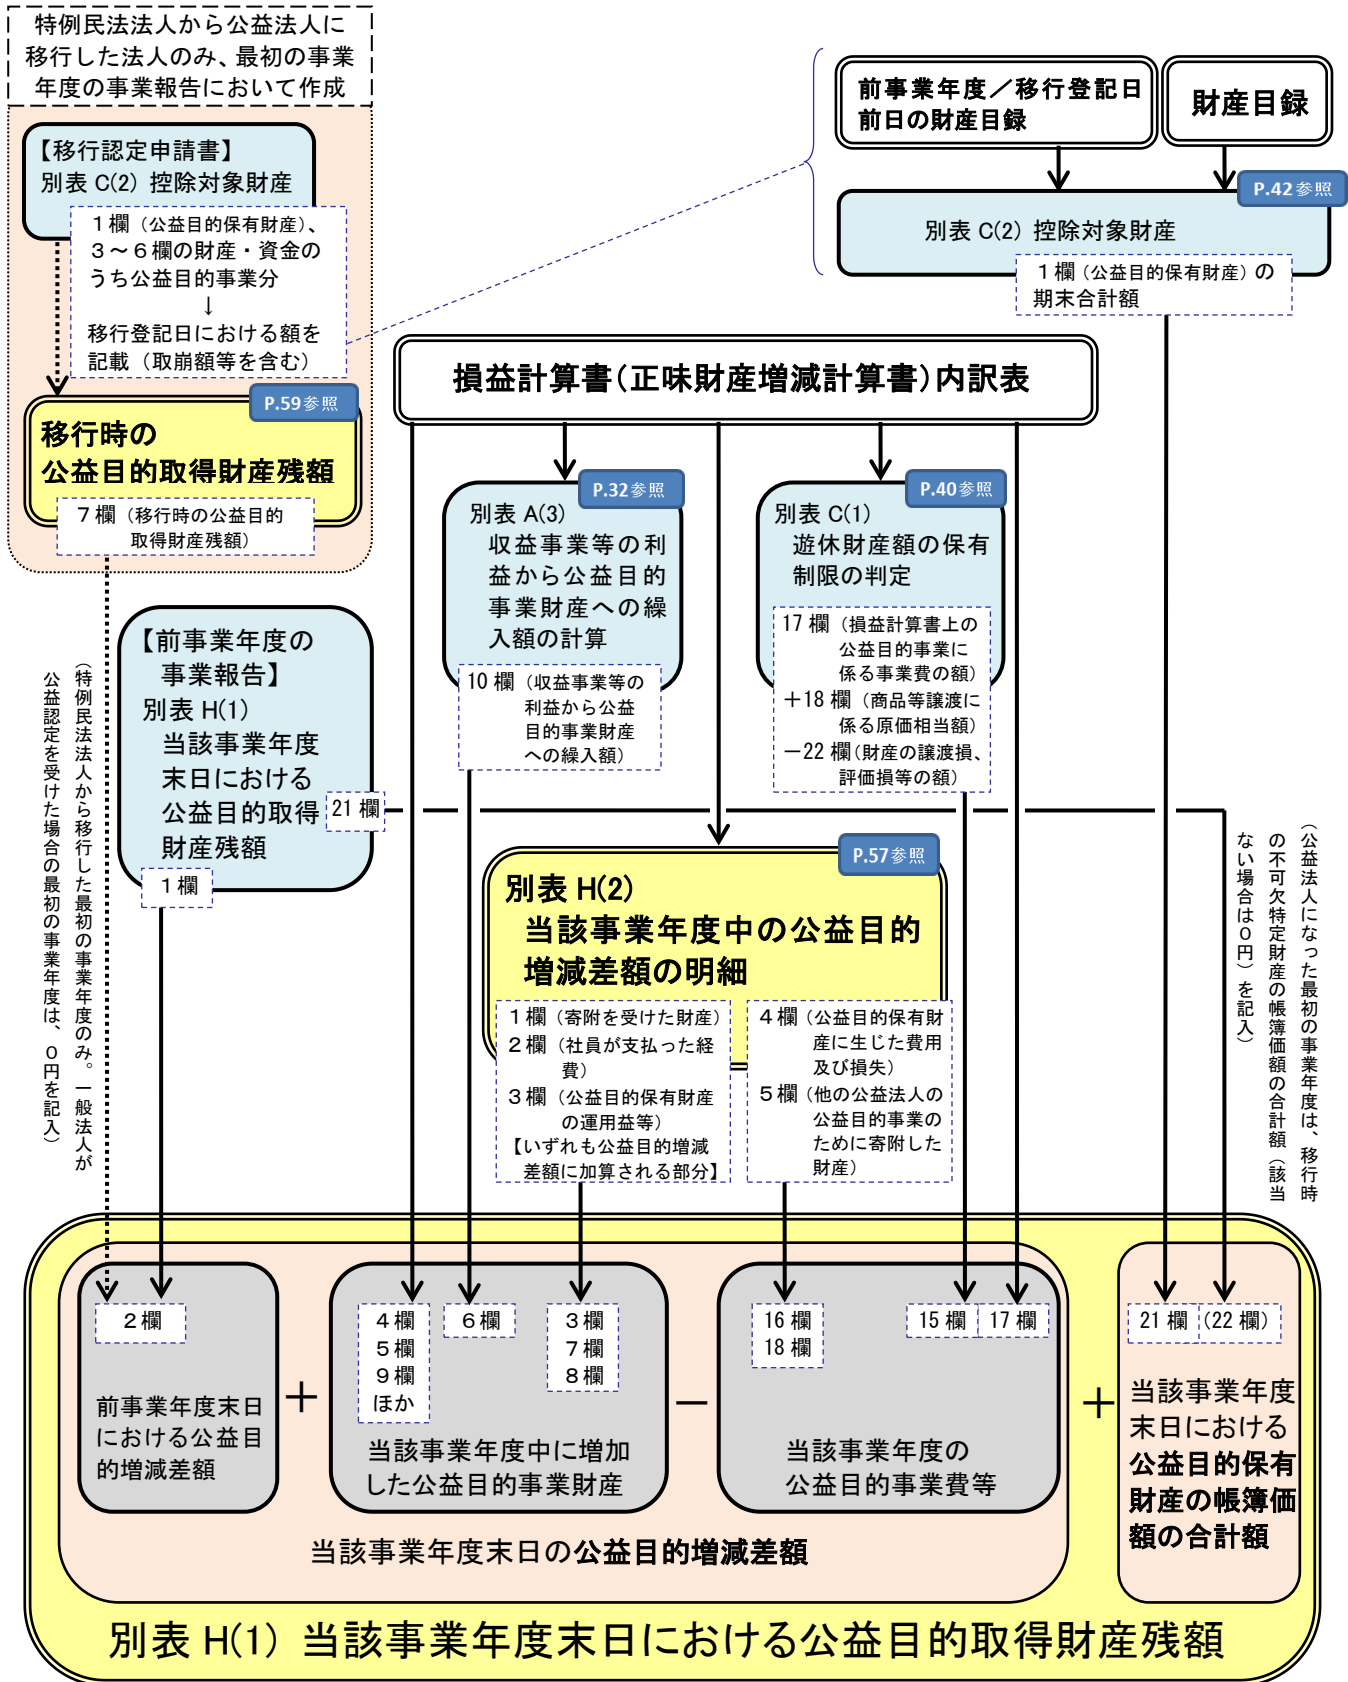 特例民法法人から公益法人に
移行した法人のみ、最初の事業
年度の事業報告において作成
【移行認定申請書】
別表 C(2) 控除対象財産
1 欄（公益目的保有財産）、
3～6 欄の財産・資金の
うち公益目的事業分
↓
移行登記日における額を
記載（取崩額等を含む）
P.59参照
移行時の
公益目的取得財産残額
7 欄（移行時の公益目的
取得財産残額）
前事業年度／移行登記日
前日の財産目録
財産目録
P.42参照
別表 C(2) 控除対象財産
1 欄（公益目的保有財産）の
期末合計額
損益計算書（正味財産増減計算書）内訳表
P.32参照
別表 A(3)
収益事業等の利
益から公益目的
事業財産への繰
入額の計算
10 欄（収益事業等の
利益から公益
目的事業財産
への繰入額）
P.40参照
別表 C(1)
遊休財産額の保有
制限の判定
17 欄（損益計算書上の
公益目的事業に
係る事業費の額）
＋18 欄（商品等譲渡に
係る原価相当額）
－22 欄（財産の譲渡損、
評価損等の額）
【前事業年度の
事業報告】
別表 H(1)
当該事業年度
末日における
公益目的取得
財産残額
21 欄
1 欄
（特例民法法人から移行した最初の事業年度のみ。一般法人が
公益認定を受けた場合の最初の事業年度は、０円を記入）
P.57参照
別表 H(2)
当該事業年度中の公益目的
増減差額の明細
1 欄（寄附を受けた財産）
2 欄（社員が支払った経
費）
3 欄（公益目的保有財産
の運用益等）
【いずれも公益目的増減
差額に加算される部分】
4 欄（公益目的保有財
産に生じた費用
及び損失）
5 欄（他の公益法人の
公益目的事業の
ために寄附した
財産）
（公益法人になった最初の事業年度は、移行時
の不可欠特定財産の帳簿価額の合計額（該当
ない場合は０円）を記入）
2 欄
前事業年度末日
における公益目
的増減差額
＋
4 欄
5 欄
9 欄
ほか
6 欄
3 欄
7 欄
8 欄
当該事業年度中に増加
した公益目的事業財産
－
16 欄
18 欄
15 欄
17 欄
当該事業年度の
公益目的事業費等
＋
21 欄
(22 欄)
当該事業年度
末日における
公益目的保有
財産の帳簿価
額の合計額
当該事業年度末日の公益目的増減差額
別表 H(1) 当該事業年度末日における公益目的取得財産残額